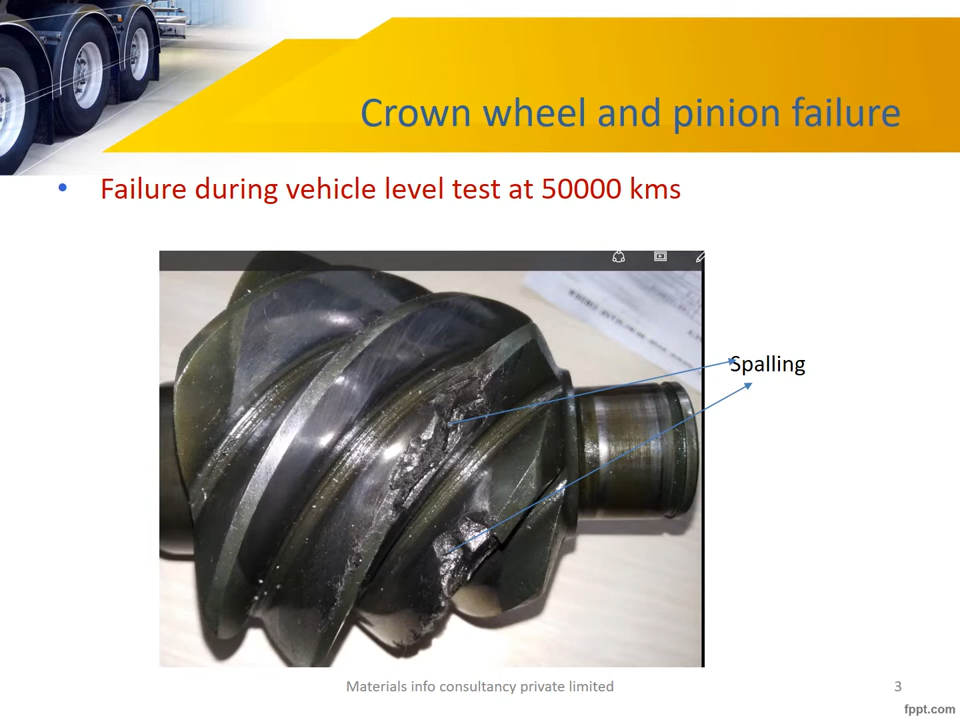 Crown wheel and pinion failure
• Failure during vehicle level test at 50000 kms
Spalling
Materials info consultancy private limited
3
fppt.com